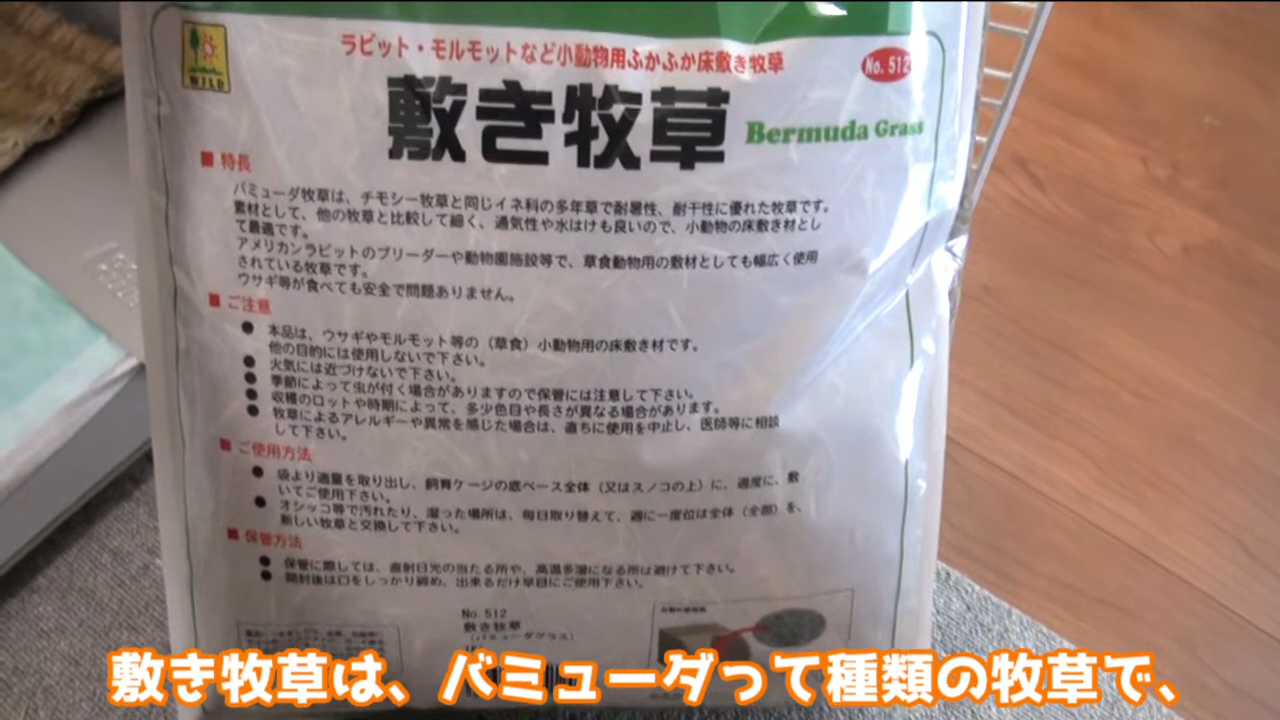 WILD
ラビット・モルモットなど小動物用ふかふか床敷き牧草
No. 512
敷き牧草
Bermuda Grass
■ 特長
バミューダ牧草は、チモシー牧草と同じイネ科の多年草で耐暑性、耐干性に優れた牧草です。
素材として、他の牧草と比較して細く、通気性や水はけも良いので、小動物の床敷き材とし
て最適です。
アメリカンラビットのブリーダーや動物園施設等で、草食動物用の敷材としても幅広く使用
されている牧草です。
ウサギ等が食べても安全で問題ありません。
■ ご注意
● 本品は、ウサギやモルモット等の（草食）小動物用の床敷き材です。
他の目的には使用しないで下さい。
● 火気には近づけないで下さい。
● 季節によって虫が付く場合がありますので保管には注意して下さい。
● 収穫のロットや時期によって、多少色目や長さが異なる場合があります。
● 牧草によるアレルギーや異常を感じた場合は、直ちに使用を中止し、医師等に相談
して下さい。
■ ご使用方法
● 袋より適量を取り出し、飼育ケージの底ベース全体（又はスノコの上）に、適度に、敷
いてご使用下さい。
● オシッコ等で汚れたり、湿った場所は、毎日取り替えて、週に一度位は全体（全部）を、
新しい牧草と交換して下さい。
■ 保管方法
● 保管に際しては、直射日光の当たる所や、高温多湿になる所は避けて下さい。
● 開封後は口をしっかり締め、出来るだけ早目にご使用下さい。
No. 512
敷き牧草
（バミューダグラス）
敷き牧草は、バミューダって種類の牧草で、